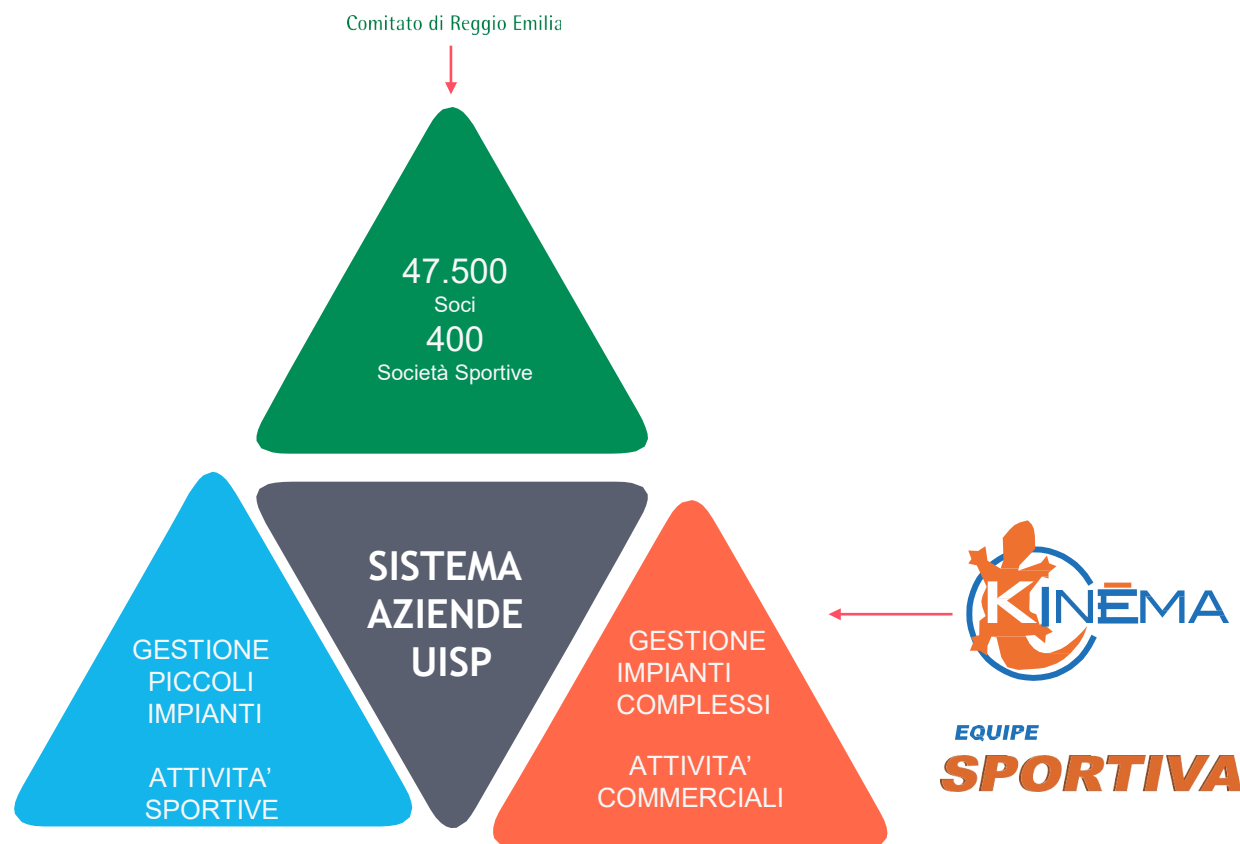 Comitato di Reggio Emilia
47.500
Soci
400
Società Sportive
SISTEMA
AZIENDE
UISP
GESTIONE
PICCOLI
IMPIANTI
ATTIVITA’
SPORTIVE
GESTIONE
IMPIANTI
COMPLESSI
ATTIVITA’
COMMERCIALI
KINĒMA
EQUIPE
SPORTIVA